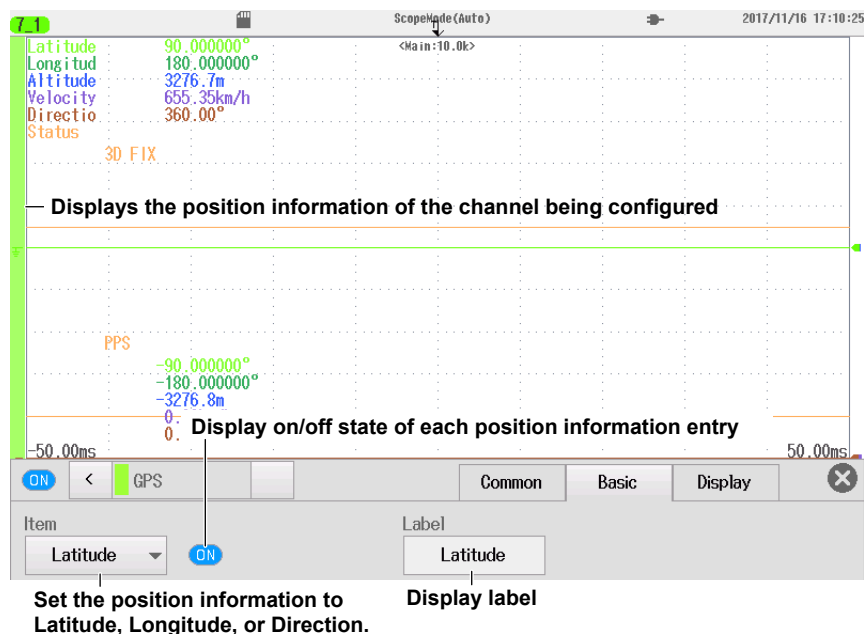 7_1 ScopeMode(Auto) 2017/11/16 17:10:25
<Main:10.0k>
Latitude 90.000000°
Longitud 180.000000°
Altitude 3276.7m
Velocity 655.35km/h
Directio 360.00°
Status
3D FIX
Displays the position information of the channel being configured
PPS
-90.000000°
-180.000000°
-3276.8m
0.
0.
Display on/off state of each position information entry
-50.00ms 50.00ms
ON < GPS Common Basic Display
Item Label
Latitude ON Latitude
Set the position information to
Latitude, Longitude, or Direction.
Display label